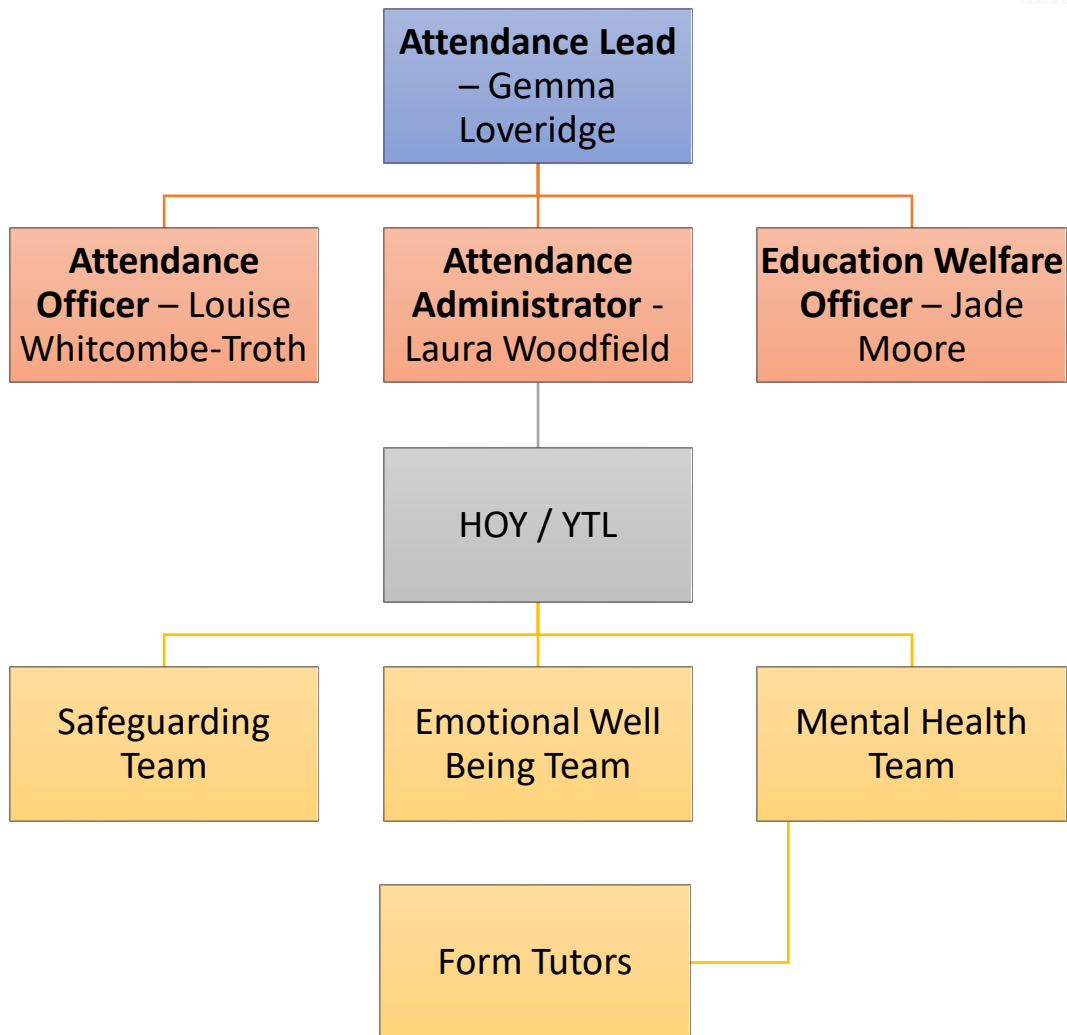 Attendance Lead
– Gemma
Loveridge
Attendance
Officer – Louise
Whitcombe-Troth
Attendance
Administrator -
Laura Woodfield
Education Welfare
Officer – Jade
Moore
HOY / YTL
Safeguarding
Team
Emotional Well
Being Team
Mental Health
Team
Form Tutors